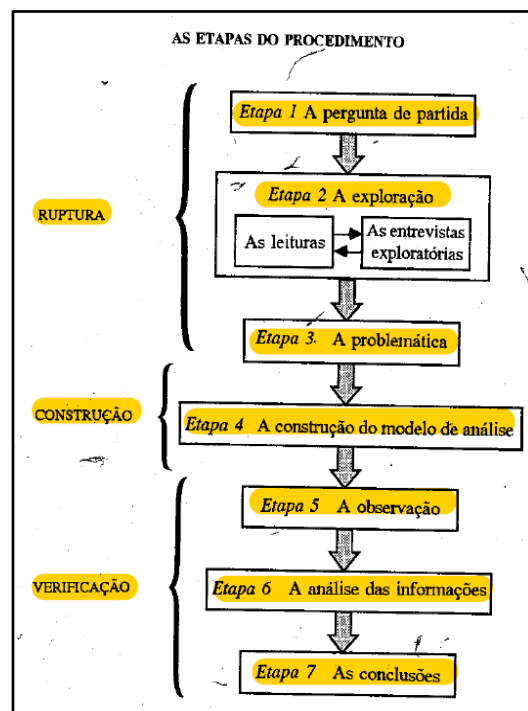 AS ETAPAS DO PROCEDIMENTO
Etapa 1 A pergunta de partida
RUPTURA
Etapa 2 A exploração
As leituras
As entrevistas
exploratórias
Etapa 3. A problemática
CONSTRUÇÃO
Etapa 4 A construção do modelo de análise
Etapa 5 A observação
VERIFICAÇÃO
Etapa 6 A análise das informações
Etapa 7 As conclusões